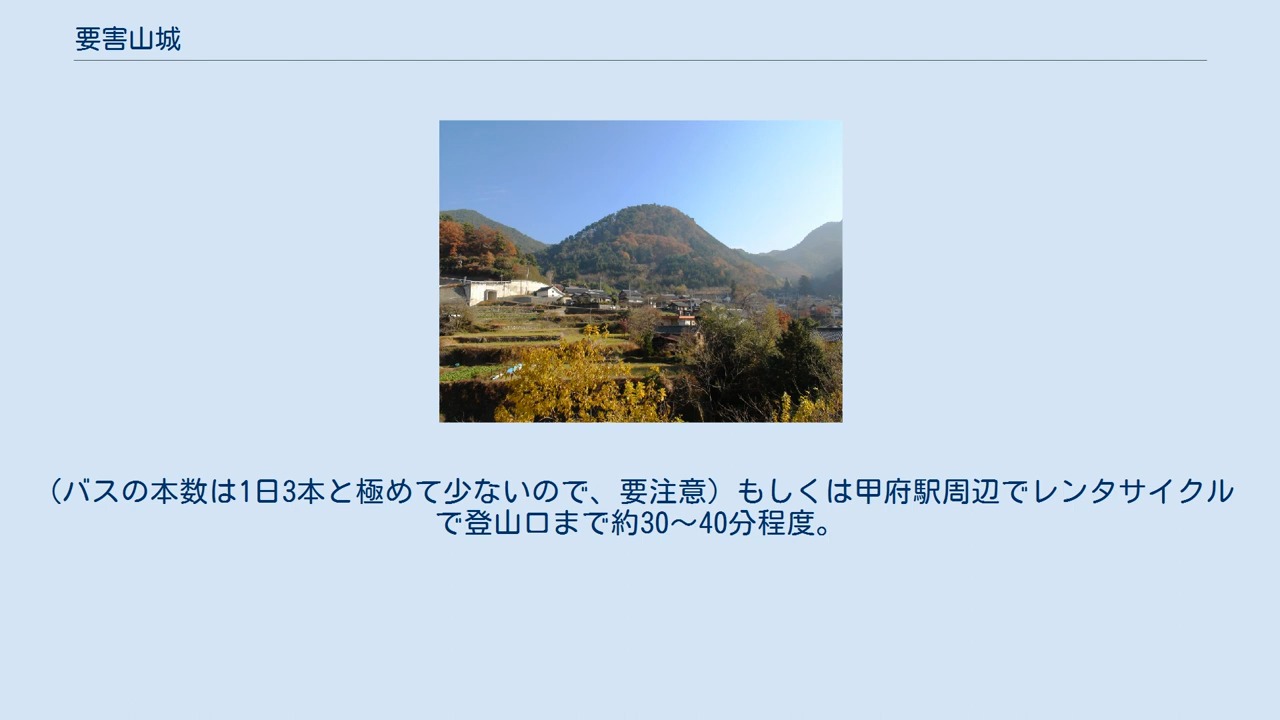 要害山城
（バスの本数は1日3本と極めて少ないので、要注意）もしくは甲府駅周辺でレンタサイクル
で登山口まで約30～40分程度。